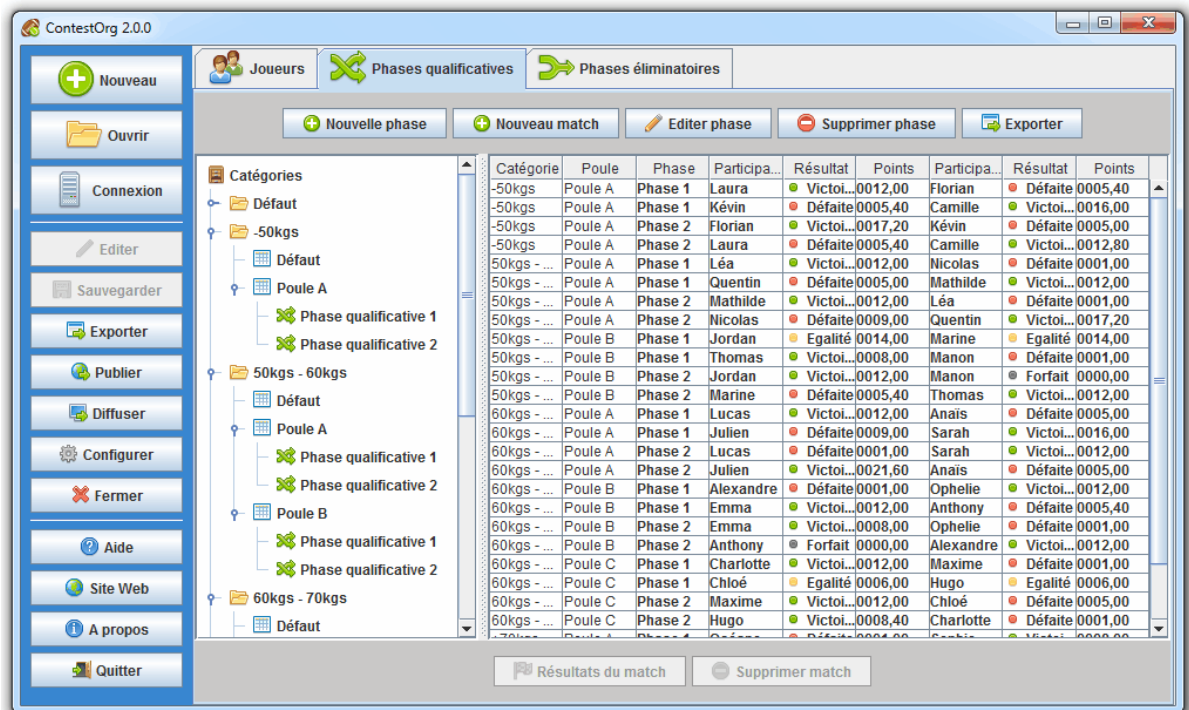 ContestOrg 2.0.0
Nouveau
Ouvrir
Connexion
Editer
Sauvegarder
Exporter
Publier
Diffuser
Configurer
Fermer
Aide
Site Web
A propos
Quitter
Joueurs Phases qualificatives Phases éliminatoires
Nouvelle phase Nouveau match Editer phase Supprimer phase Exporter
Catégories
Défaut
-50kgs
Défaut
Poule A
Phase qualificative 1
Phase qualificative 2
50kgs - 60kgs
Défaut
Poule A
Phase qualificative 1
Phase qualificative 2
Poule B
Phase qualificative 1
Phase qualificative 2
60kgs - 70kgs
Défaut
Catégorie Poule Phase Participa... Résultat Points Participa... Résultat Points
-50kgs Poule A Phase 1 Laura Victoi... 0012,00 Florian Défaite 0005,40
-50kgs Poule A Phase 1 Kévin Défaite 0005,40 Camille Victoi... 0016,00
-50kgs Poule A Phase 2 Florian Victoi... 0017,20 Kévin Défaite 0005,00
-50kgs Poule A Phase 2 Laura Défaite 0005,40 Camille Victoi... 0012,80
50kgs - ... Poule A Phase 1 Léa Victoi... 0012,00 Nicolas Défaite 0001,00
50kgs - ... Poule A Phase 1 Quentin Défaite 0005,00 Mathilde Victoi... 0012,00
50kgs - ... Poule A Phase 2 Mathilde Victoi... 0012,00 Léa Défaite 0001,00
50kgs - ... Poule A Phase 2 Nicolas Défaite 0009,00 Quentin Victoi... 0017,20
50kgs - ... Poule B Phase 1 Jordan Egalité 0014,00 Marine Egalité 0014,00
50kgs - ... Poule B Phase 1 Thomas Victoi... 0008,00 Manon Défaite 0001,00
50kgs - ... Poule B Phase 2 Jordan Victoi... 0012,00 Manon Forfait 0000,00
50kgs - ... Poule B Phase 2 Marine Défaite 0005,40 Thomas Victoi... 0012,00
60kgs - ... Poule A Phase 1 Lucas Victoi... 0012,00 Anaïs Défaite 0005,00
60kgs - ... Poule A Phase 1 Julien Défaite 0009,00 Sarah Victoi... 0016,00
60kgs - ... Poule A Phase 2 Lucas Défaite 0001,00 Sarah Victoi... 0012,00
60kgs - ... Poule A Phase 2 Julien Victoi... 0021,60 Anaïs Défaite 0005,00
60kgs - ... Poule B Phase 1 Alexandre Défaite 0001,00 Ophelie Victoi... 0012,00
60kgs - ... Poule B Phase 1 Emma Victoi... 0012,00 Anthony Défaite 0005,40
60kgs - ... Poule B Phase 2 Emma Victoi... 0008,00 Ophelie Défaite 0001,00
60kgs - ... Poule B Phase 2 Anthony Forfait 0000,00 Alexandre Victoi... 0012,00
60kgs - ... Poule C Phase 1 Charlotte Victoi... 0012,00 Maxime Défaite 0001,00
60kgs - ... Poule C Phase 1 Chloé Egalité 0006,00 Hugo Egalité 0006,00
60kgs - ... Poule C Phase 2 Maxime Victoi... 0012,00 Chloé Défaite 0005,00
60kgs - ... Poule C Phase 2 Hugo Victoi... 0008,40 Charlotte Défaite 0001,00
Résultats du match Supprimer match